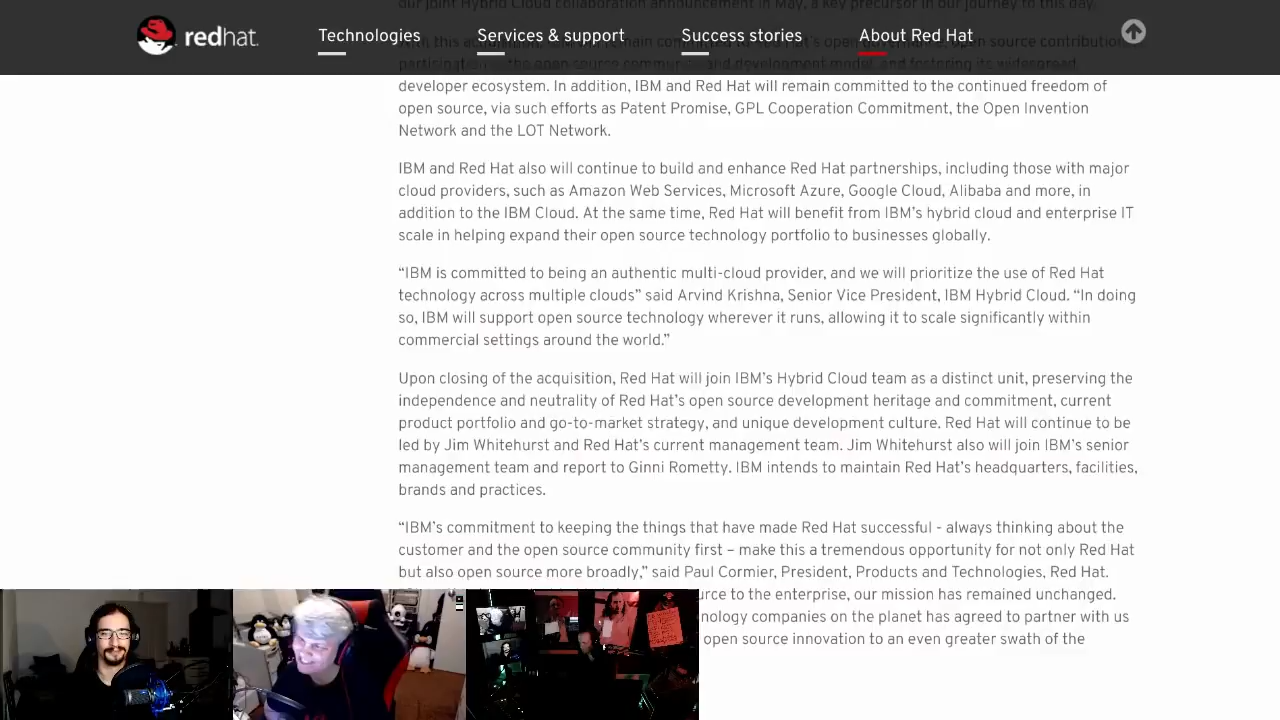 our joint Hybrid Cloud collaboration announcement in May, a key precursor in our journey to this day.
redhat.
Technologies
Services & support
Success stories
About Red Hat
developer ecosystem. In addition, IBM and Red Hat will remain committed to the continued freedom of
open source, via such efforts as Patent Promise, GPL Cooperation Commitment, the Open Invention
Network and the LOT Network.
IBM and Red Hat also will continue to build and enhance Red Hat partnerships, including those with major
cloud providers, such as Amazon Web Services, Microsoft Azure, Google Cloud, Alibaba and more, in
addition to the IBM Cloud. At the same time, Red Hat will benefit from IBM’s hybrid cloud and enterprise IT
scale in helping expand their open source technology portfolio to businesses globally.
“IBM is committed to being an authentic multi-cloud provider, and we will prioritize the use of Red Hat
technology across multiple clouds” said Arvind Krishna, Senior Vice President, IBM Hybrid Cloud. “In doing
so, IBM will support open source technology wherever it runs, allowing it to scale significantly within
commercial settings around the world.”
Upon closing of the acquisition, Red Hat will join IBM’s Hybrid Cloud team as a distinct unit, preserving the
independence and neutrality of Red Hat’s open source development heritage and commitment, current
product portfolio and go-to-market strategy, and unique development culture. Red Hat will continue to be
led by Jim Whitehurst and Red Hat’s current management team. Jim Whitehurst also will join IBM’s senior
management team and report to Ginni Rometty. IBM intends to maintain Red Hat’s headquarters, facilities,
brands and practices.
“IBM’s commitment to keeping the things that have made Red Hat successful - always thinking about the
customer and the open source community first – make this a tremendous opportunity for not only Red Hat
but also open source more broadly,” said Paul Cormier, President, Products and Technologies, Red Hat.
to the enterprise, our mission has remained unchanged.
companies on the planet has agreed to partner with us
open source innovation to an even greater swath of the